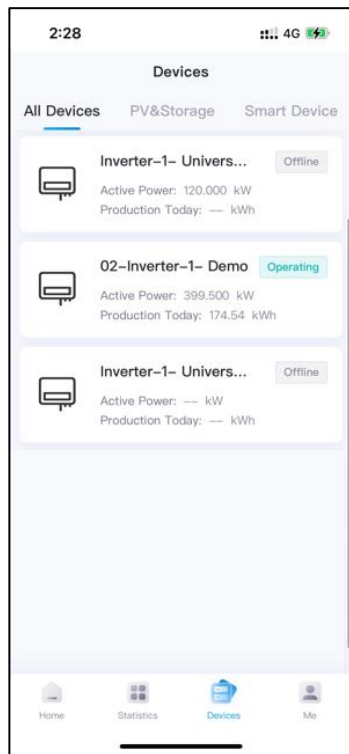 2:28
4G
Devices
All Devices PV&Storage Smart Device
Inverter-1- Univers... Offline
Active Power: 120.000 kW
Production Today: -- kWh
02-Inverter-1- Demo Operating
Active Power: 399.500 kW
Production Today: 174.54 kWh
Inverter-1- Univers... Offline
Active Power: -- kW
Production Today: -- kWh
Home Statistics Devices Me